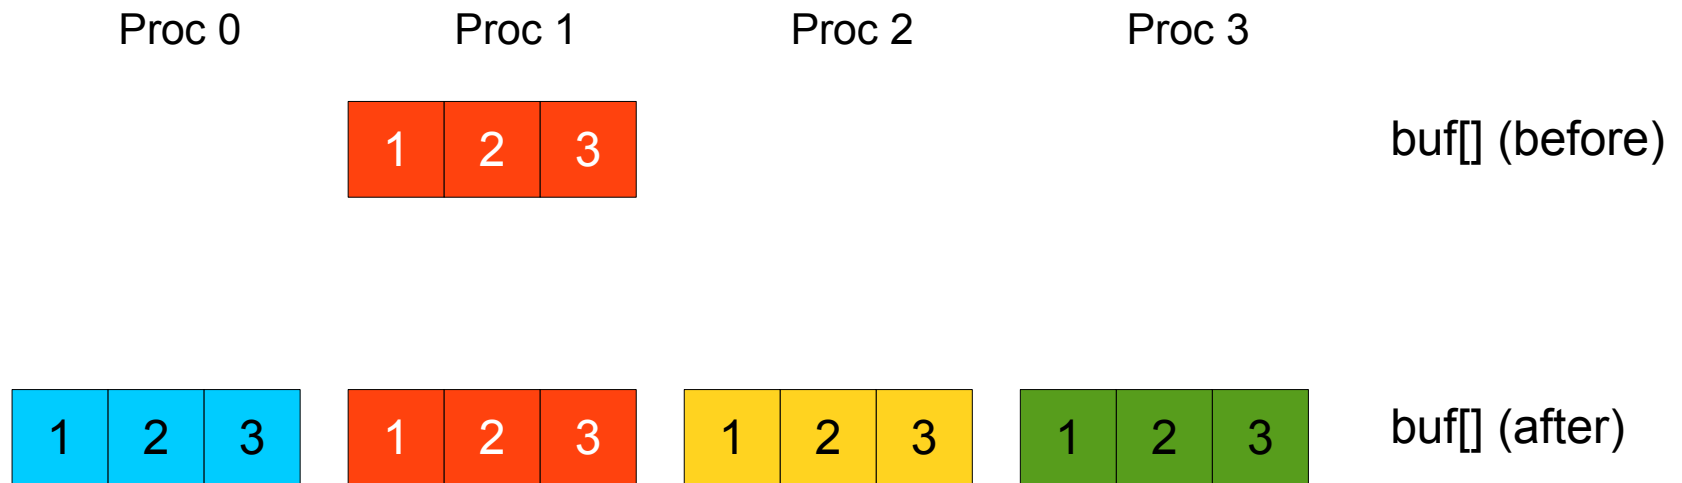 Proc 0 Proc 1 Proc 2 Proc 3
1 2 3 buf[] (before)
1 2 3 1 2 3 1 2 3 1 2 3 buf[] (after)